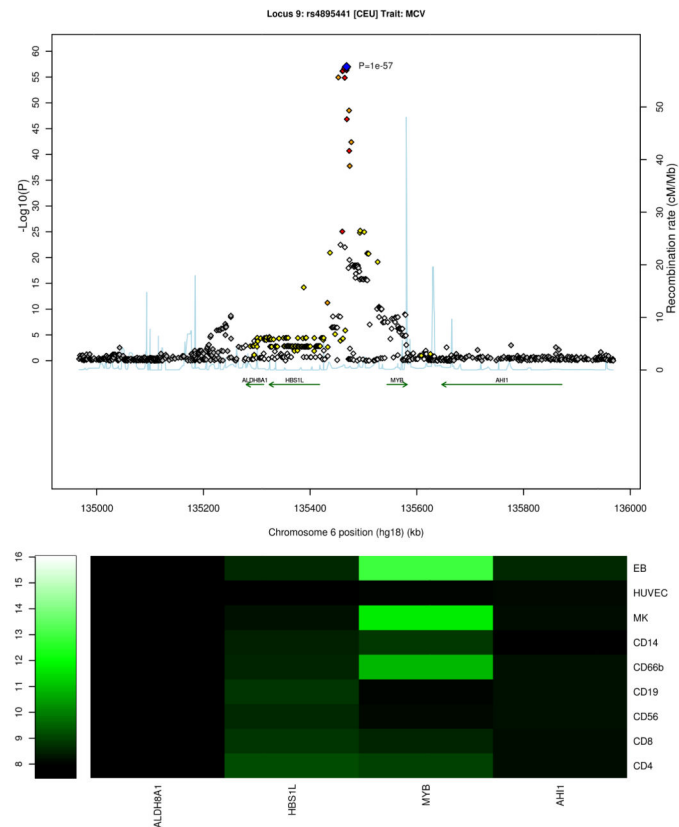 Locus 9: rs4895441 [CEU] Trait: MCV
P=1e-57
-Log10(P)
60
55
50
45
40
35
30
25
20
15
10
5
0
Recombination rate (cM/Mb)
50
40
30
20
10
0
ALDH8A1 HBS1L MYB AHI1
135000 135200 135400 135600 135800 136000
Chromosome 6 position (hg18) (kb)
16
15
14
13
12
11
10
9
8
EB
HUVEC
MK
CD14
CD66b
CD19
CD56
CD8
CD4
ALDH8A1
HBS1L
MYB
AHI1